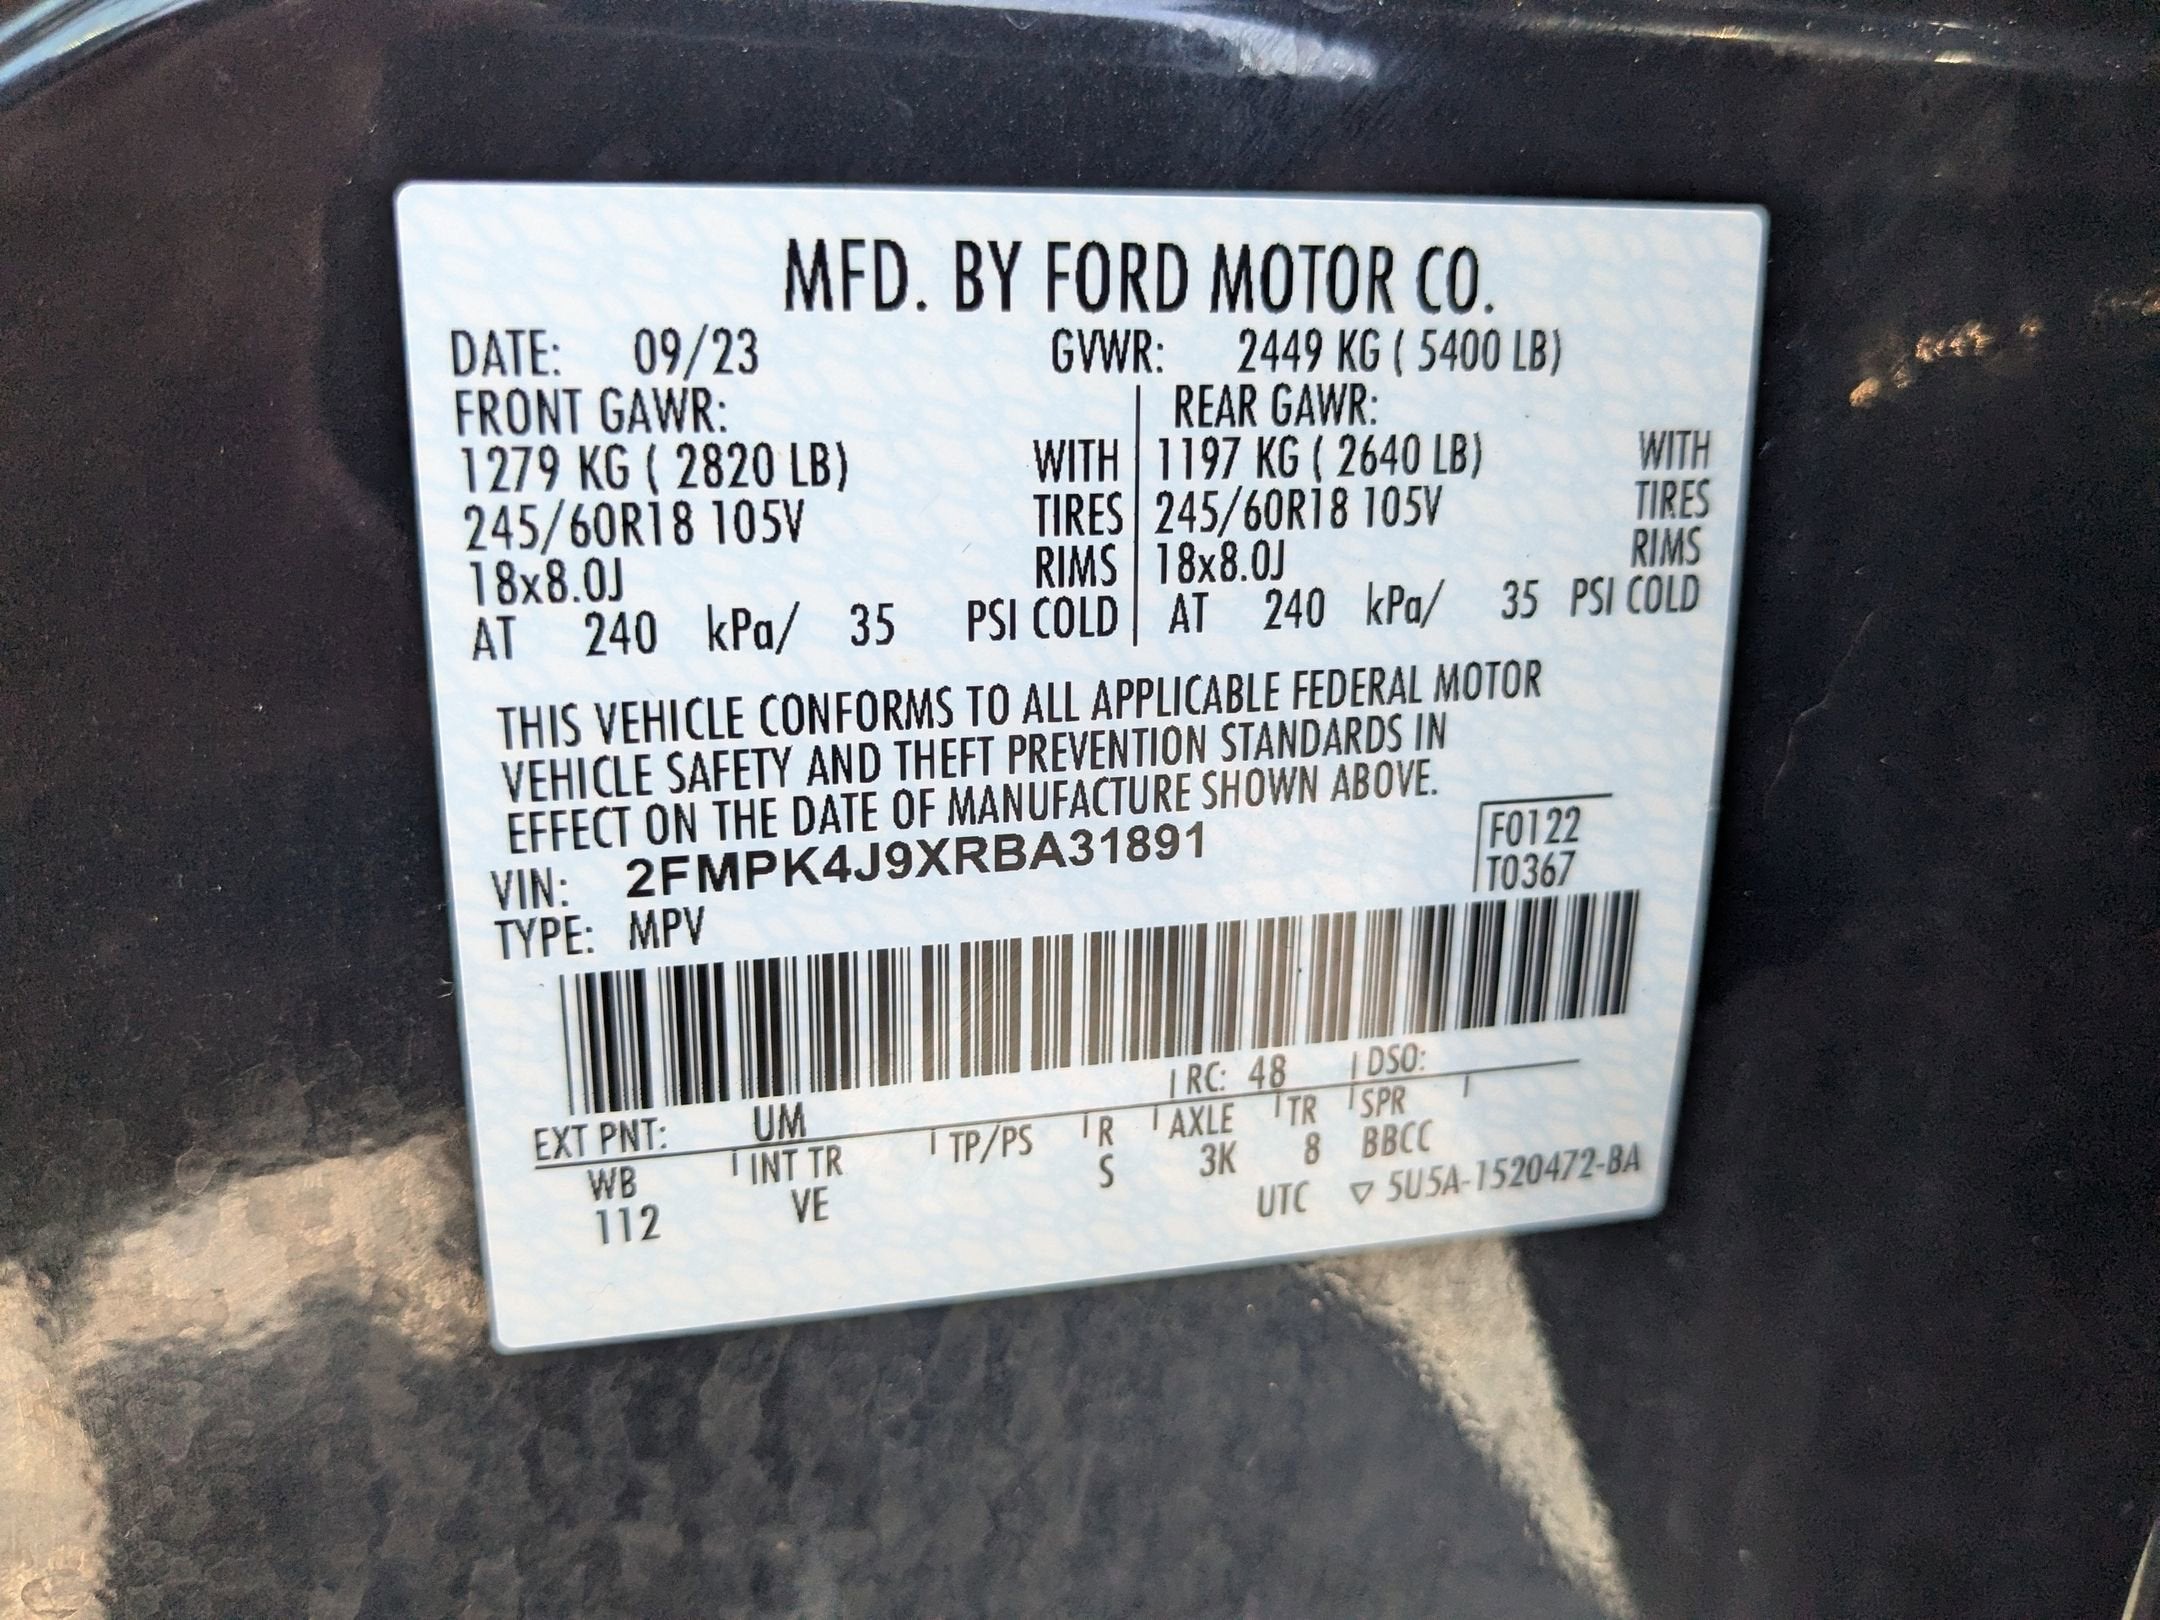 MFD. BY FORD MOTOR CO.
DATE: 09/23 GVWR: 2449 KG ( 5400 LB)
FRONT GAWR: REAR GAWR:
1279 KG ( 2820 LB) WITH 1197 KG ( 2640 LB) WITH
245/60R18 105V TIRES 245/60R18 105V TIRES
18x8.0J RIMS 18x8.0J RIMS
AT 240 kPa/ 35 PSI COLD AT 240 kPa/ 35 PSI COLD
THIS VEHICLE CONFORMS TO ALL APPLICABLE FEDERAL MOTOR
VEHICLE SAFETY AND THEFT PREVENTION STANDARDS IN
EFFECT ON THE DATE OF MANUFACTURE SHOWN ABOVE.
VIN: 2FMPK4J9XRBA31891 F0122
TYPE: MPV T0367
EXT PNT: UM RC: 48 DSO:
WB INT TR TP/PS R AXLE TR SPR
112 VE S 3K 8 BBCC
UTC ▽ 5U5A-1520472-BA